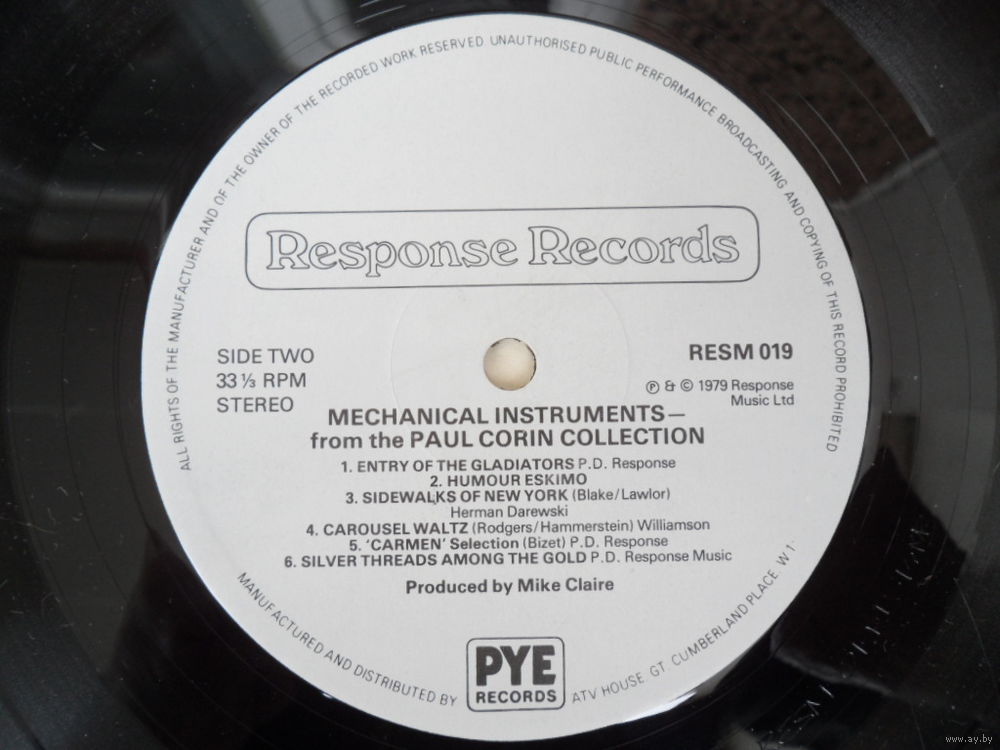 ALL RIGHTS OF THE MANUFACTURER AND OF THE OWNER OF THE RECORDED WORK RESERVED UNAUTHORISED PUBLIC PERFORMANCE BROADCASTING AND COPYING OF THIS RECORD PROHIBITED
Response Records
SIDE TWO
33⅓ RPM
STEREO
RESM 019
Ⓟ & © 1979 Response
Music Ltd
MECHANICAL INSTRUMENTS—
from the PAUL CORIN COLLECTION
1. ENTRY OF THE GLADIATORS P.D. Response
2. HUMOUR ESKIMO
3. SIDEWALKS OF NEW YORK (Blake/Lawlor)
Herman Darewski
4. CAROUSEL WALTZ (Rodgers/Hammerstein) Williamson
5. ‘CARMEN’ Selection (Bizet) P.D. Response
6. SILVER THREADS AMONG THE GOLD P.D. Response Music
Produced by Mike Claire
MANUFACTURED AND DISTRIBUTED BY
PYE
RECORDS
ATV HOUSE. GT. CUMBERLAND PLACE. W 1.
www.ay.by